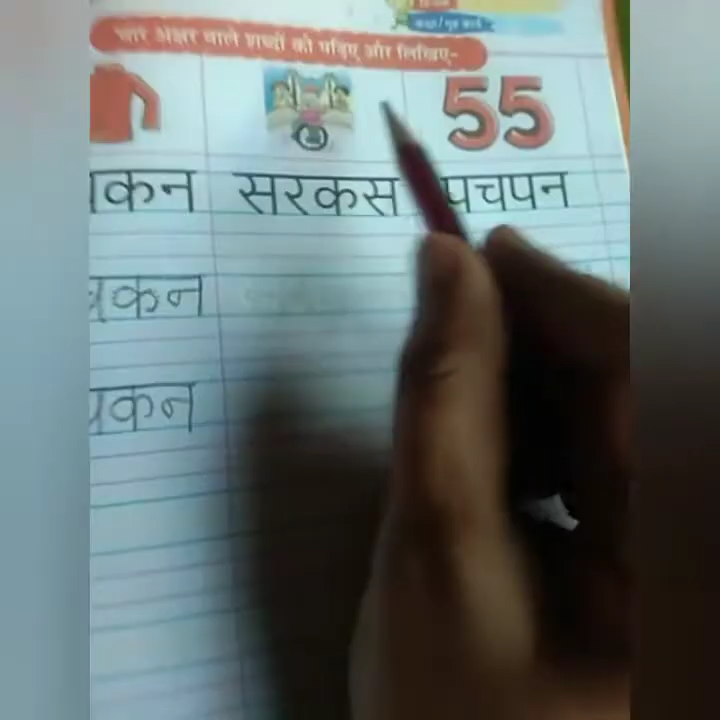 चार अक्षर वाले शब्दों को पढ़िए और लिखिए-
55
कन सरकस पचपन
कन
कन